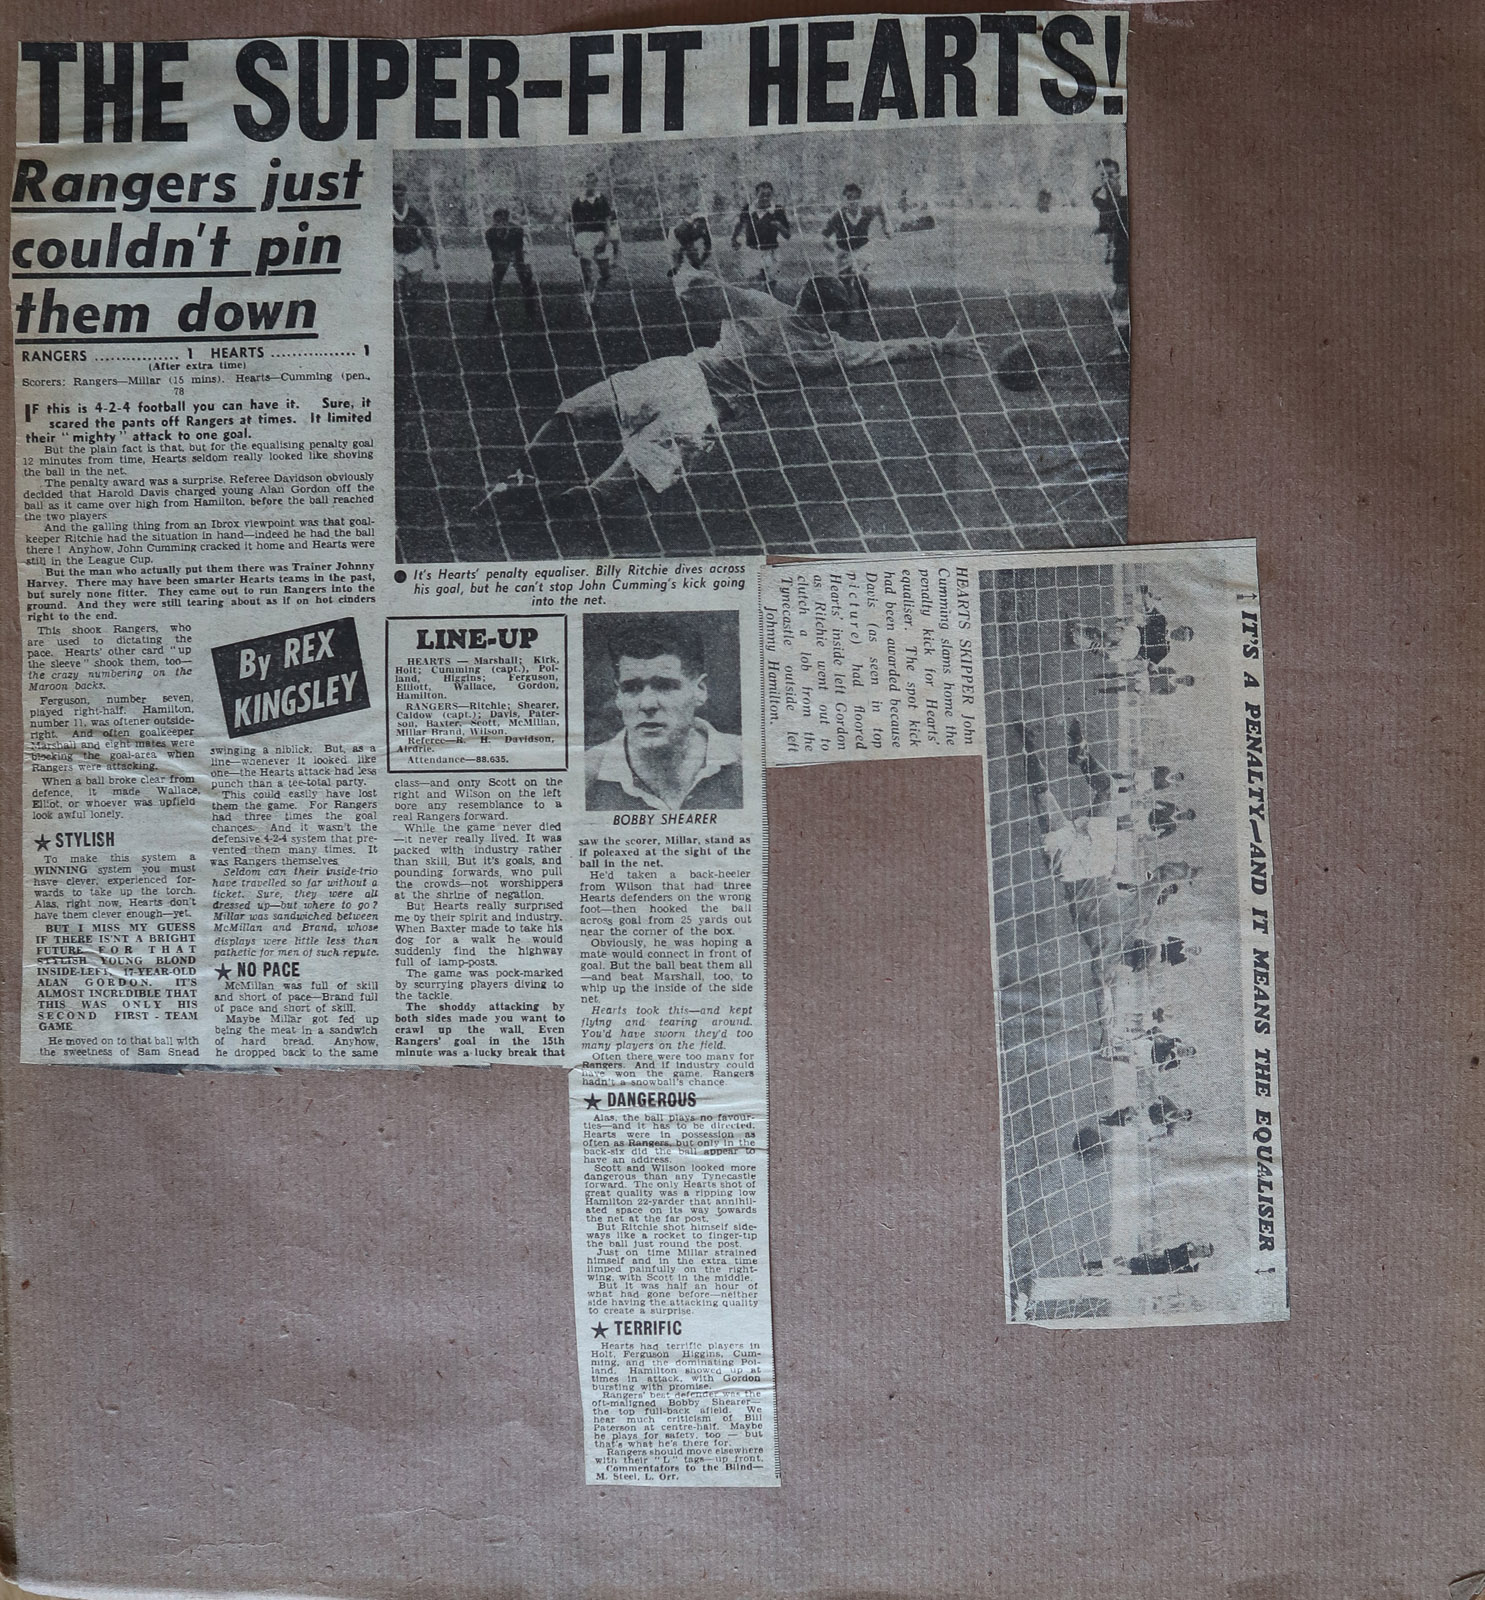 THE SUPER-FIT HEARTS!
Rangers just
couldn't pin
them down
RANGERS ............... 1 HEARTS ............... 1
(After extra time)
Scorers: Rangers—Millar (15 mins). Hearts—Cumming (pen.,
78
IF this is 4-2-4 football you can have it. Sure, it
scared the pants off Rangers at times. It limited
their "mighty" attack to one goal.
But the plain fact is that, but for the equalising penalty goal
12 minutes from time, Hearts seldom really looked like shoving
the ball in the net.
The penalty award was a surprise. Referee Davidson obviously
decided that Harold Davis charged young Alan Gordon off the
ball as it came over high from Hamilton, before the ball reached
the two players
And the galling thing from an Ibrox viewpoint was that goal-
keeper Ritchie had the situation in hand—indeed he had the ball
there! Anyhow, John Cumming cracked it home and Hearts were
still in the League Cup.
But the man who actually put them there was Trainer Johnny
Harvey. There may have been smarter Hearts teams in the past,
but surely none fitter. They came out to run Rangers into the
ground. And they were still tearing about as if on hot cinders
right to the end.
This shook Rangers, who
are used to dictating the
pace. Hearts' other card "up
the sleeve" shook them, too—
the crazy numbering on the
Maroon backs.
Ferguson, number seven,
played right-half. Hamilton,
number 11, was oftener outside-
right. And often goalkeeper
Marshall and eight mates were
blocking the goal-area when
Rangers were attacking.
When a ball broke clear from
defence, it made Wallace,
Elliot, or whoever was upfield
look awful lonely.
★ STYLISH
To make this system a
WINNING system you must
have clever, experienced for-
wards to take up the torch.
Alas, right now, Hearts don't
have them clever enough—yet.
BUT I MISS MY GUESS
IF THERE ISN'T A BRIGHT
FUTURE FOR THAT
STYLISH YOUNG BLOND
INSIDE-LEFT, 17-YEAR-OLD
ALAN GORDON. IT'S
ALMOST INCREDIBLE THAT
THIS WAS ONLY HIS
SECOND FIRST-TEAM
GAME
He moved on to that ball with
the sweetness of Sam Snead
By REX
KINGSLEY
swinging a niblick. But, as a
line—whenever it looked like
one—the Hearts attack had less
punch than a tee-total party.
This could easily have lost
them the game. For Rangers
had three times the goal
chances. And it wasn't the
defensive 4-2-4 system that pre-
vented them many times. It
was Rangers themselves
Seldom can their inside-trio
have travelled so far without a
ticket. Sure, they were all
dressed up—but where to go?
Millar was sandwiched between
McMillan and Brand, whose
displays were little less than
pathetic for men of such repute.
★ NO PACE
McMillan was full of skill
and short of pace—Brand full
of pace and short of skill.
Maybe Millar got fed up
being the meat in a sandwich
of hard bread. Anyhow,
he dropped back to the same
LINE-UP
HEARTS — Marshall; Kirk,
Holt; Cumming (capt.), Pol-
land, Higgins; Ferguson,
Elliott, Wallace, Gordon,
Hamilton.
RANGERS—Ritchie; Shearer,
Caldow (capt.); Davis, Pater-
son, Baxter, Scott, McMillan,
Millar Brand, Wilson.
Referee—R. H. Davidson,
Airdrie.
Attendance—88,635.
class—and only Scott on the
right and Wilson on the left
bore any resemblance to a
real Rangers forward.
While the game never died
—it never really lived. It was
packed with industry rather
than skill. But it's goals, and
pounding forwards, who pull
the crowds—not worshippers
at the shrine of negation.
But Hearts really surprised
me by their spirit and industry.
When Baxter made to take his
dog for a walk he would
suddenly find the highway
full of lamp-posts.
The game was pock-marked
by scurrying players diving to
the tackle.
The shoddy attacking by
both sides made you want to
crawl up the wall. Even
Rangers' goal in the 15th
minute was a lucky break that
● It's Hearts' penalty equaliser. Billy Ritchie dives across
his goal, but he can't stop John Cumming's kick going
into the net.
BOBBY SHEARER
saw the scorer, Millar, stand as
if poleaxed at the sight of the
ball in the net.
He'd taken a back-heeler
from Wilson that had three
Hearts defenders on the wrong
foot—then hooked the ball
across goal from 25 yards out
near the corner of the box.
Obviously, he was hoping a
mate would connect in front of
goal. But the ball beat them all
—and beat Marshall, too, to
whip up the inside of the side
net.
Hearts took this—and kept
flying and tearing around.
You'd have sworn they'd too
many players on the field.
Often there were too many for
Rangers. And if industry could
have won the game, Rangers
hadn't a snowball's chance.
★ DANGEROUS
Alas, the ball plays no favour-
ties—and it has to be directed.
Hearts were in possession as
often as Rangers, but only in the
back-six did the ball appear to
have an address.
Scott and Wilson looked more
dangerous than any Tynecastle
forward. The only Hearts shot of
great quality was a ripping low
Hamilton 22-yarder that annihil-
ated space on its way towards
the net at the far post.
But Ritchie shot himself side-
ways like a rocket to finger-tip
the ball just round the post.
Just on time Millar strained
himself and in the extra time
limped painfully on the right-
wing, with Scott in the middle.
But it was half an hour of
what had gone before—neither
side having the attacking quality
to create a surprise.
★ TERRIFIC
Hearts had terrific players in
Holt, Ferguson Higgins, Cum-
ming, and the dominating Pol-
land. Hamilton showed up at
times in attack, with Gordon
bursting with promise.
Rangers' best defender was the
oft-maligned Bobby Shearer—
the top full-back afield. We
hear much criticism of Bill
Paterson at centre-half. Maybe
he plays for safety, too — but
that's what he's there for.
Rangers should move elsewhere
with their "L" tags—up front.
Commentators to the Blind—
M. Steel, L. Orr.
HEARTS SKIPPER John
Cumming slams home the
penalty kick for Hearts'
equaliser. The spot kick
had been awarded because
Davis (as seen in top
picture) had floored
Hearts' inside left Gordon
as Ritchie went out to
clutch a lob from the
Tynecastle outside left
Johnny Hamilton.
↑ IT'S A PENALTY—AND IT MEANS THE EQUALISER ↓